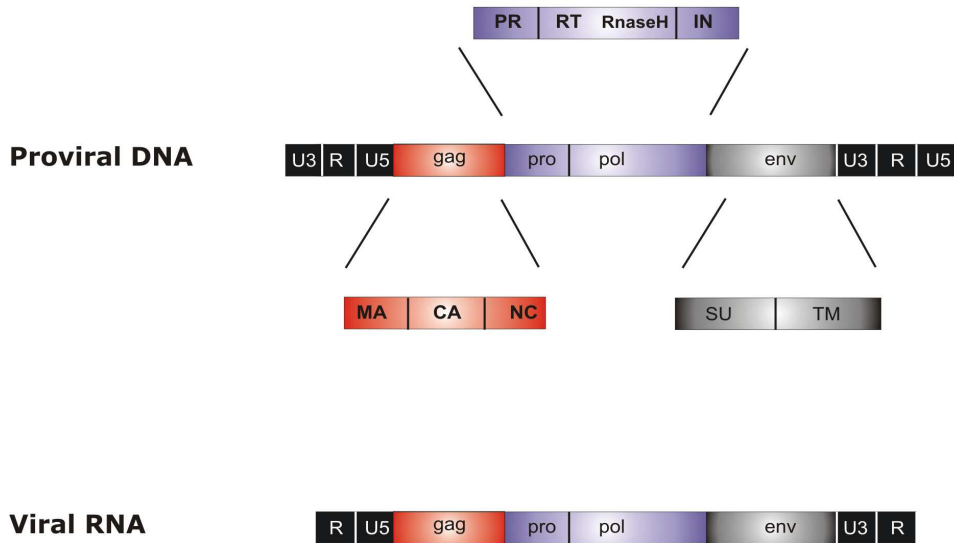 PR RT RnaseH IN
Proviral DNA U3 R U5 gag pro pol env U3 R U5
MA CA NC SU TM
Viral RNA R U5 gag pro pol env U3 R